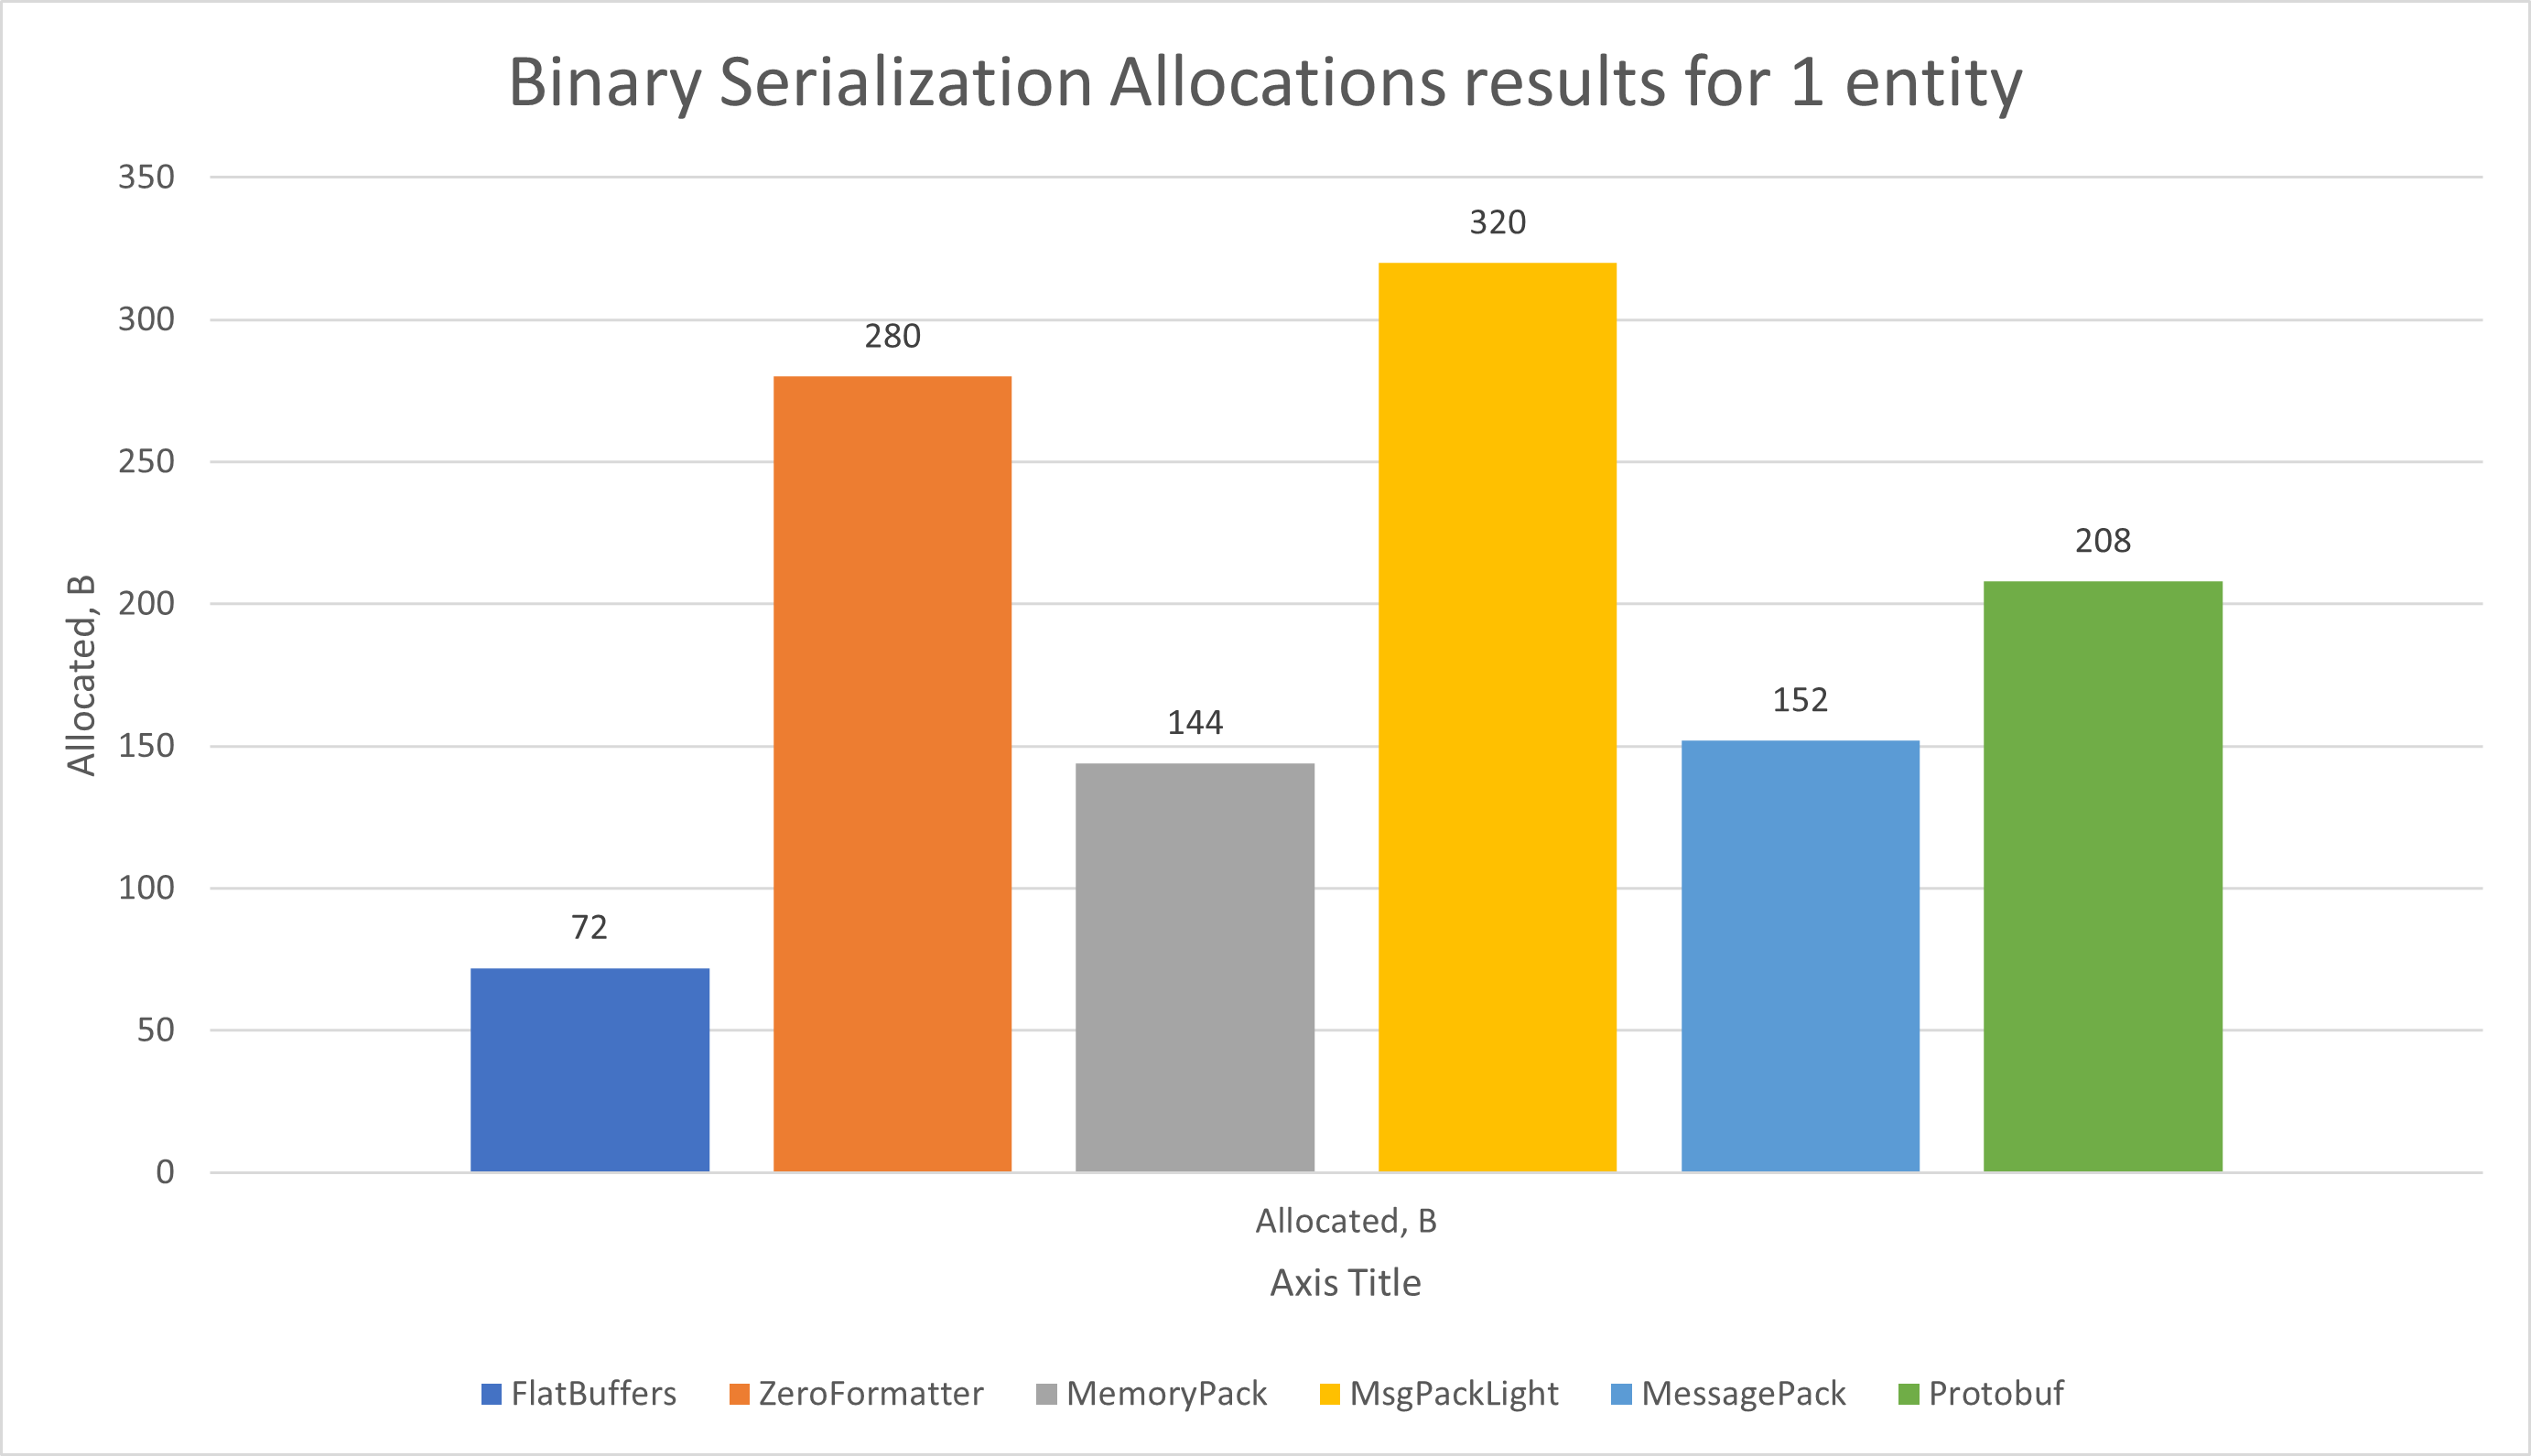 Binary Serialization Allocations results for 1 entity
350
300
250
200
150
100
50
0
Allocated, B
72
280
144
320
152
208
Allocated, B
Axis Title
FlatBuffers
ZeroFormatter
MemoryPack
MsgPackLight
MessagePack
Protobuf